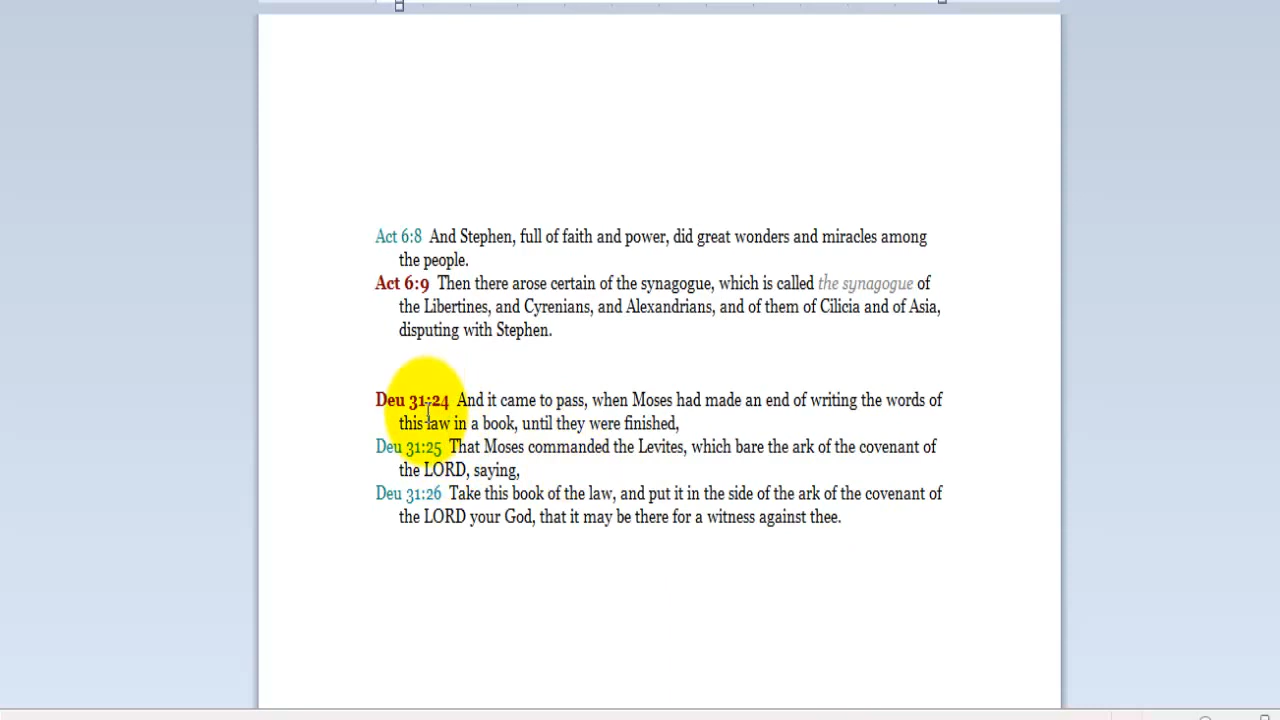 Act 6:8 And Stephen, full of faith and power, did great wonders and miracles among
the people.
Act 6:9 Then there arose certain of the synagogue, which is called the synagogue of
the Libertines, and Cyrenians, and Alexandrians, and of them of Cilicia and of Asia,
disputing with Stephen.
Deu 31:24 And it came to pass, when Moses had made an end of writing the words of
this law in a book, until they were finished,
Deu 31:25 That Moses commanded the Levites, which bare the ark of the covenant of
the LORD, saying,
Deu 31:26 Take this book of the law, and put it in the side of the ark of the covenant of
the LORD your God, that it may be there for a witness against thee.